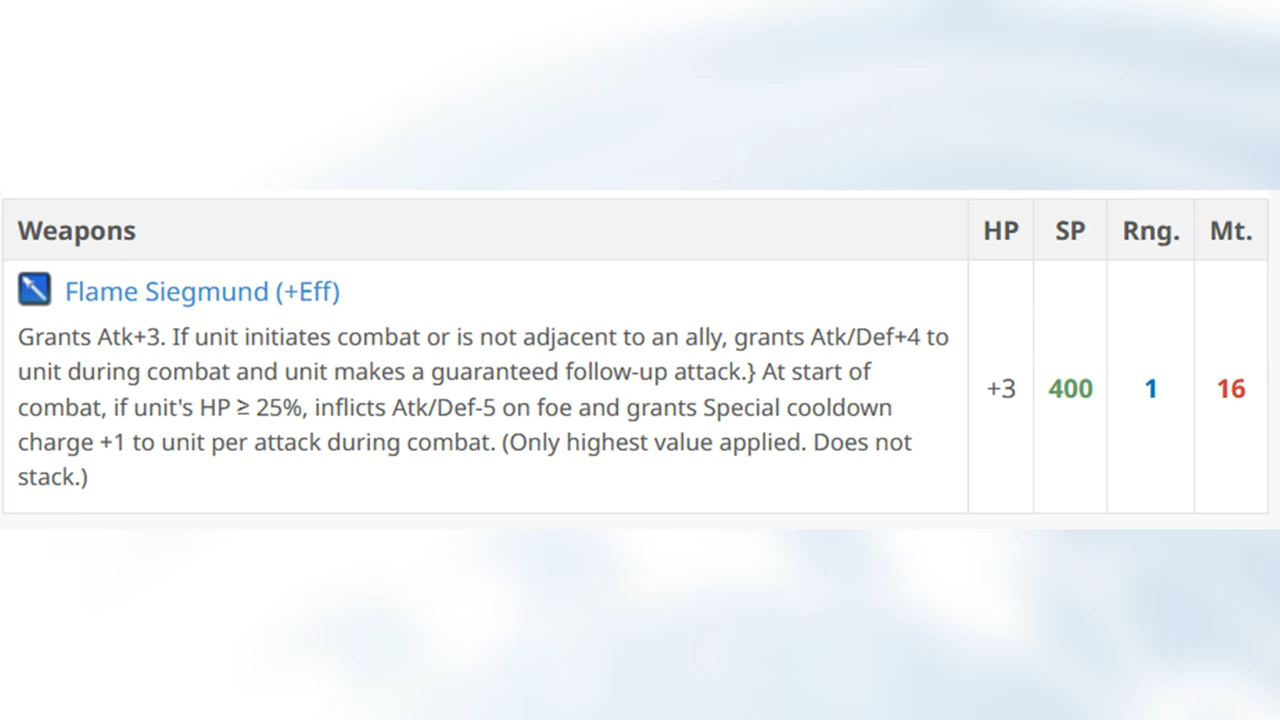 Weapons HP SP Rng. Mt.
Flame Siegmund (+Eff)
Grants Atk+3. If unit initiates combat or is not adjacent to an ally, grants Atk/Def+4 to
unit during combat and unit makes a guaranteed follow-up attack.} At start of
combat, if unit's HP ≥ 25%, inflicts Atk/Def-5 on foe and grants Special cooldown
charge +1 to unit per attack during combat. (Only highest value applied. Does not
stack.)
+3 400 1 16